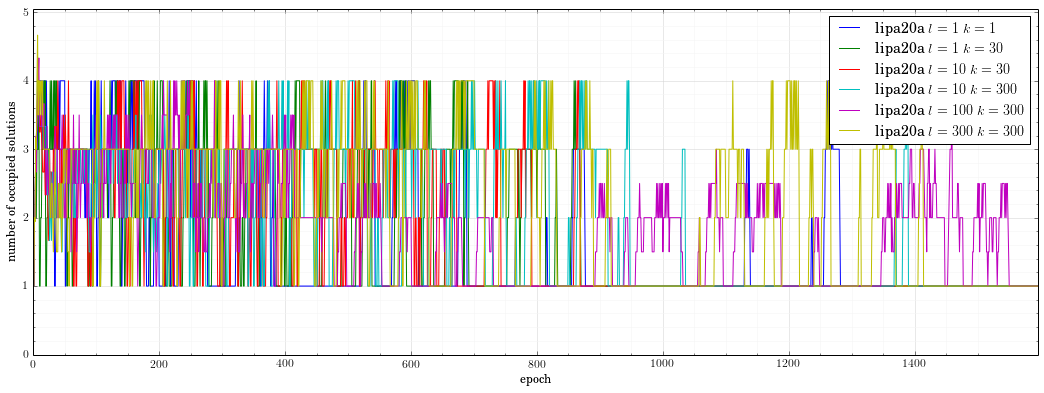 number of occupied solutions
5
4
3
2
1
0
lipa20a l = 1 k = 1
lipa20a l = 1 k = 30
lipa20a l = 10 k = 30
lipa20a l = 10 k = 300
lipa20a l = 100 k = 300
lipa20a l = 300 k = 300
0 200 400 600 800 1000 1200 1400
epoch